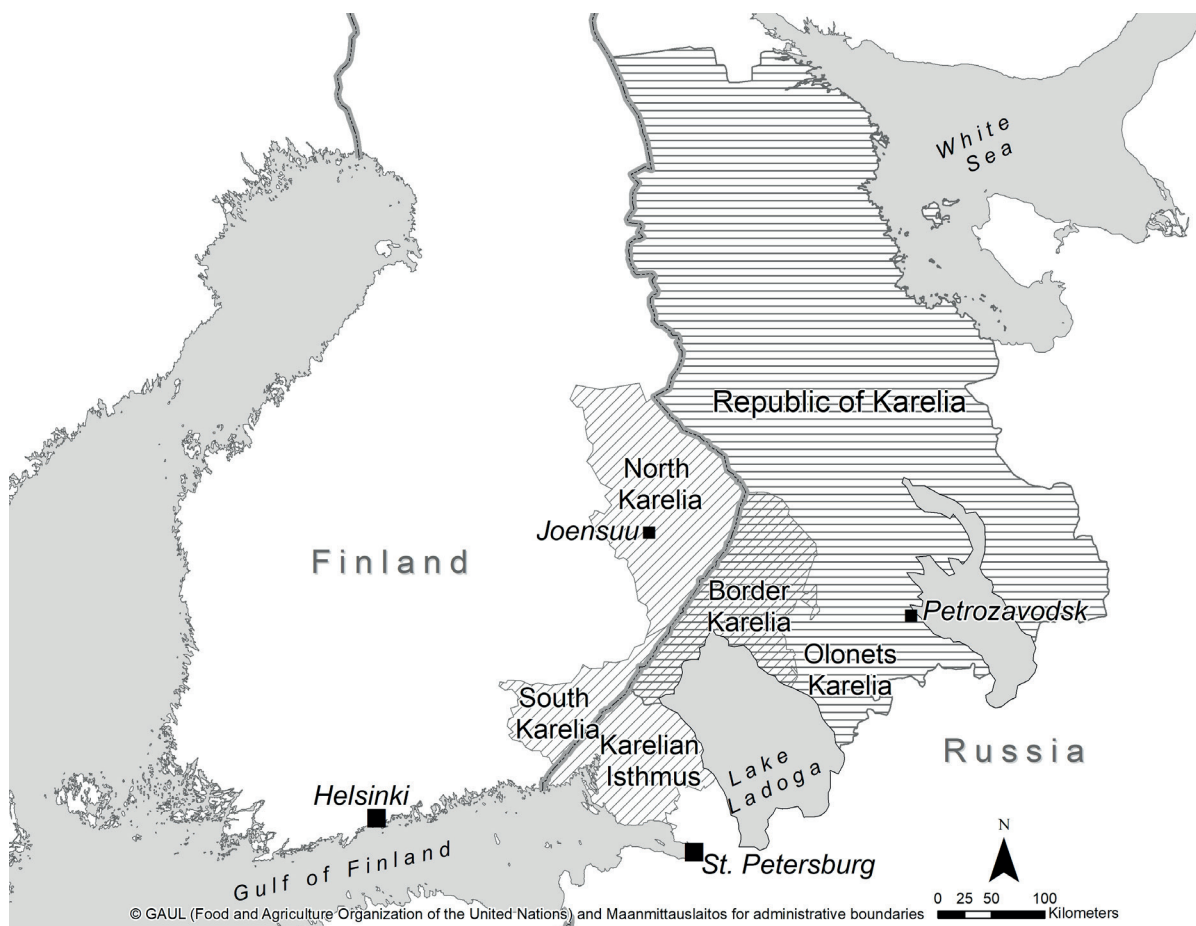 White
Sea
Republic of Karelia
North
Karelia
Joensuu
Finland
Border
Karelia
Petrozavodsk
Olonets
Karelia
South
Karelia
Karelian
Isthmus
Lake
Ladoga
Russia
Helsinki
Gulf of Finland
St. Petersburg
N
0 25 50 100
Kilometers
© GAUL (Food and Agriculture Organization of the United Nations) and Maanmittauslaitos for administrative boundaries